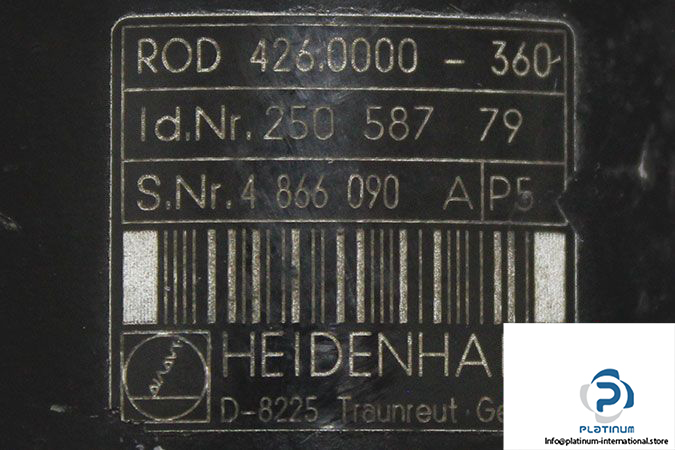 ROD 426.0000 - 360
Id.Nr. 250 587 79
S.Nr. 4 866 090 A P5
HEIDENHA
D-8225 Traunreut Ge
PLATINUM
Info@platinum-international.store